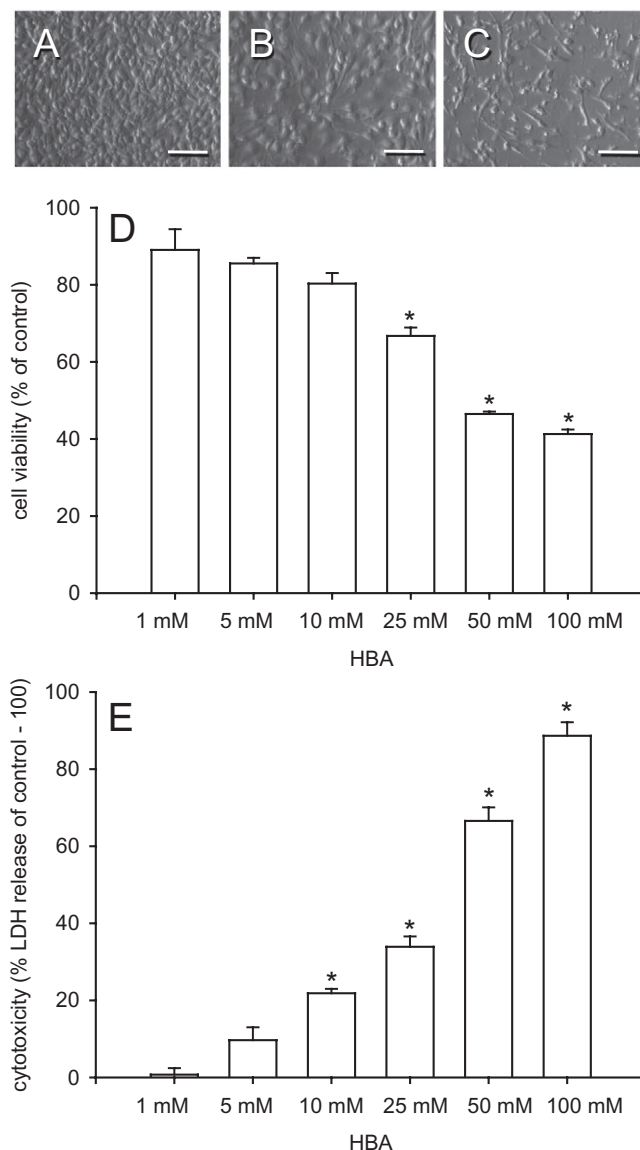 A B C
D
cell viability (% of control)
100
80
60
40
20
0
*
*
*
1 mM 5 mM 10 mM 25 mM 50 mM 100 mM
HBA
E
cytotoxicity (% LDH release of control - 100)
100
80
60
40
20
0
*
*
*
*
1 mM 5 mM 10 mM 25 mM 50 mM 100 mM
HBA